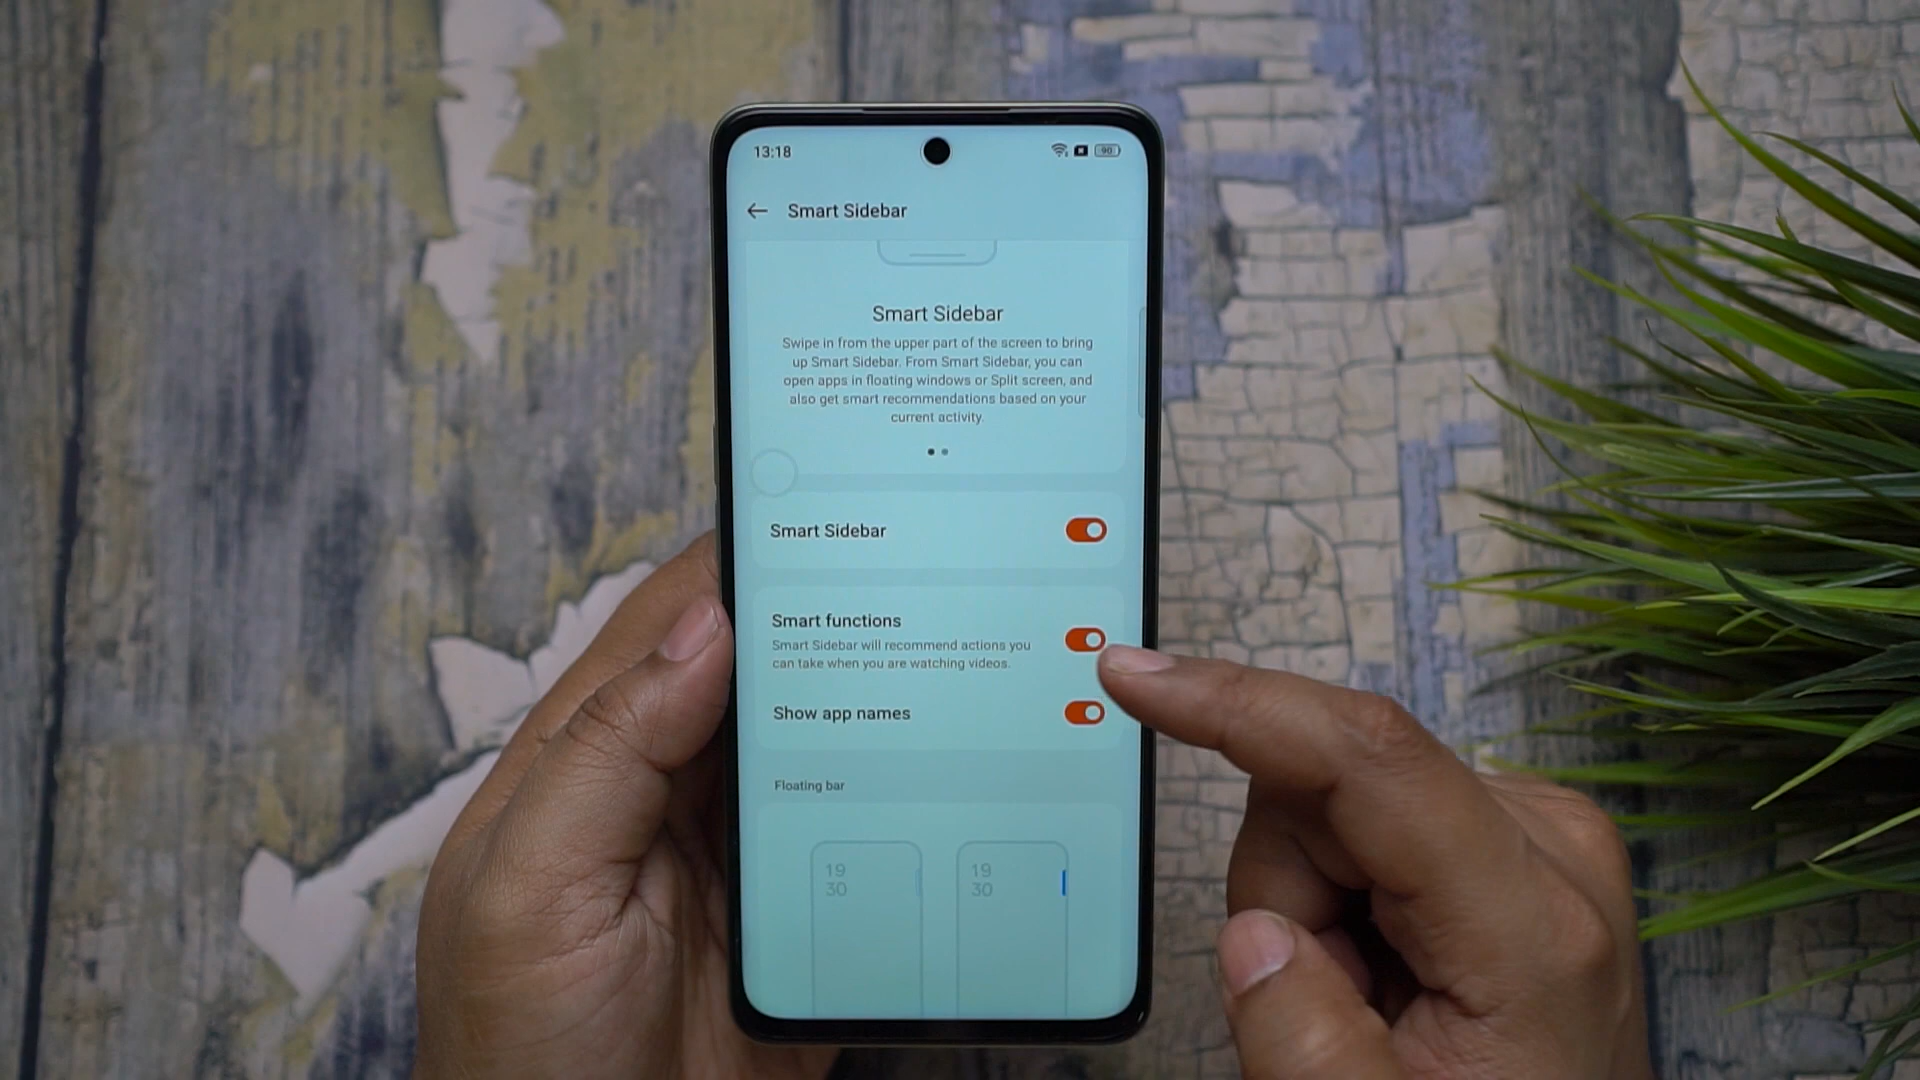 13:18
90
Smart Sidebar
Smart Sidebar
Swipe in from the upper part of the screen to bring
up Smart Sidebar. From Smart Sidebar, you can
open apps in floating windows or Split screen, and
also get smart recommendations based on your
current activity.
Smart Sidebar
Smart functions
Smart Sidebar will recommend actions you
can take when you are watching videos.
Show app names
Floating bar
19
30
19
30